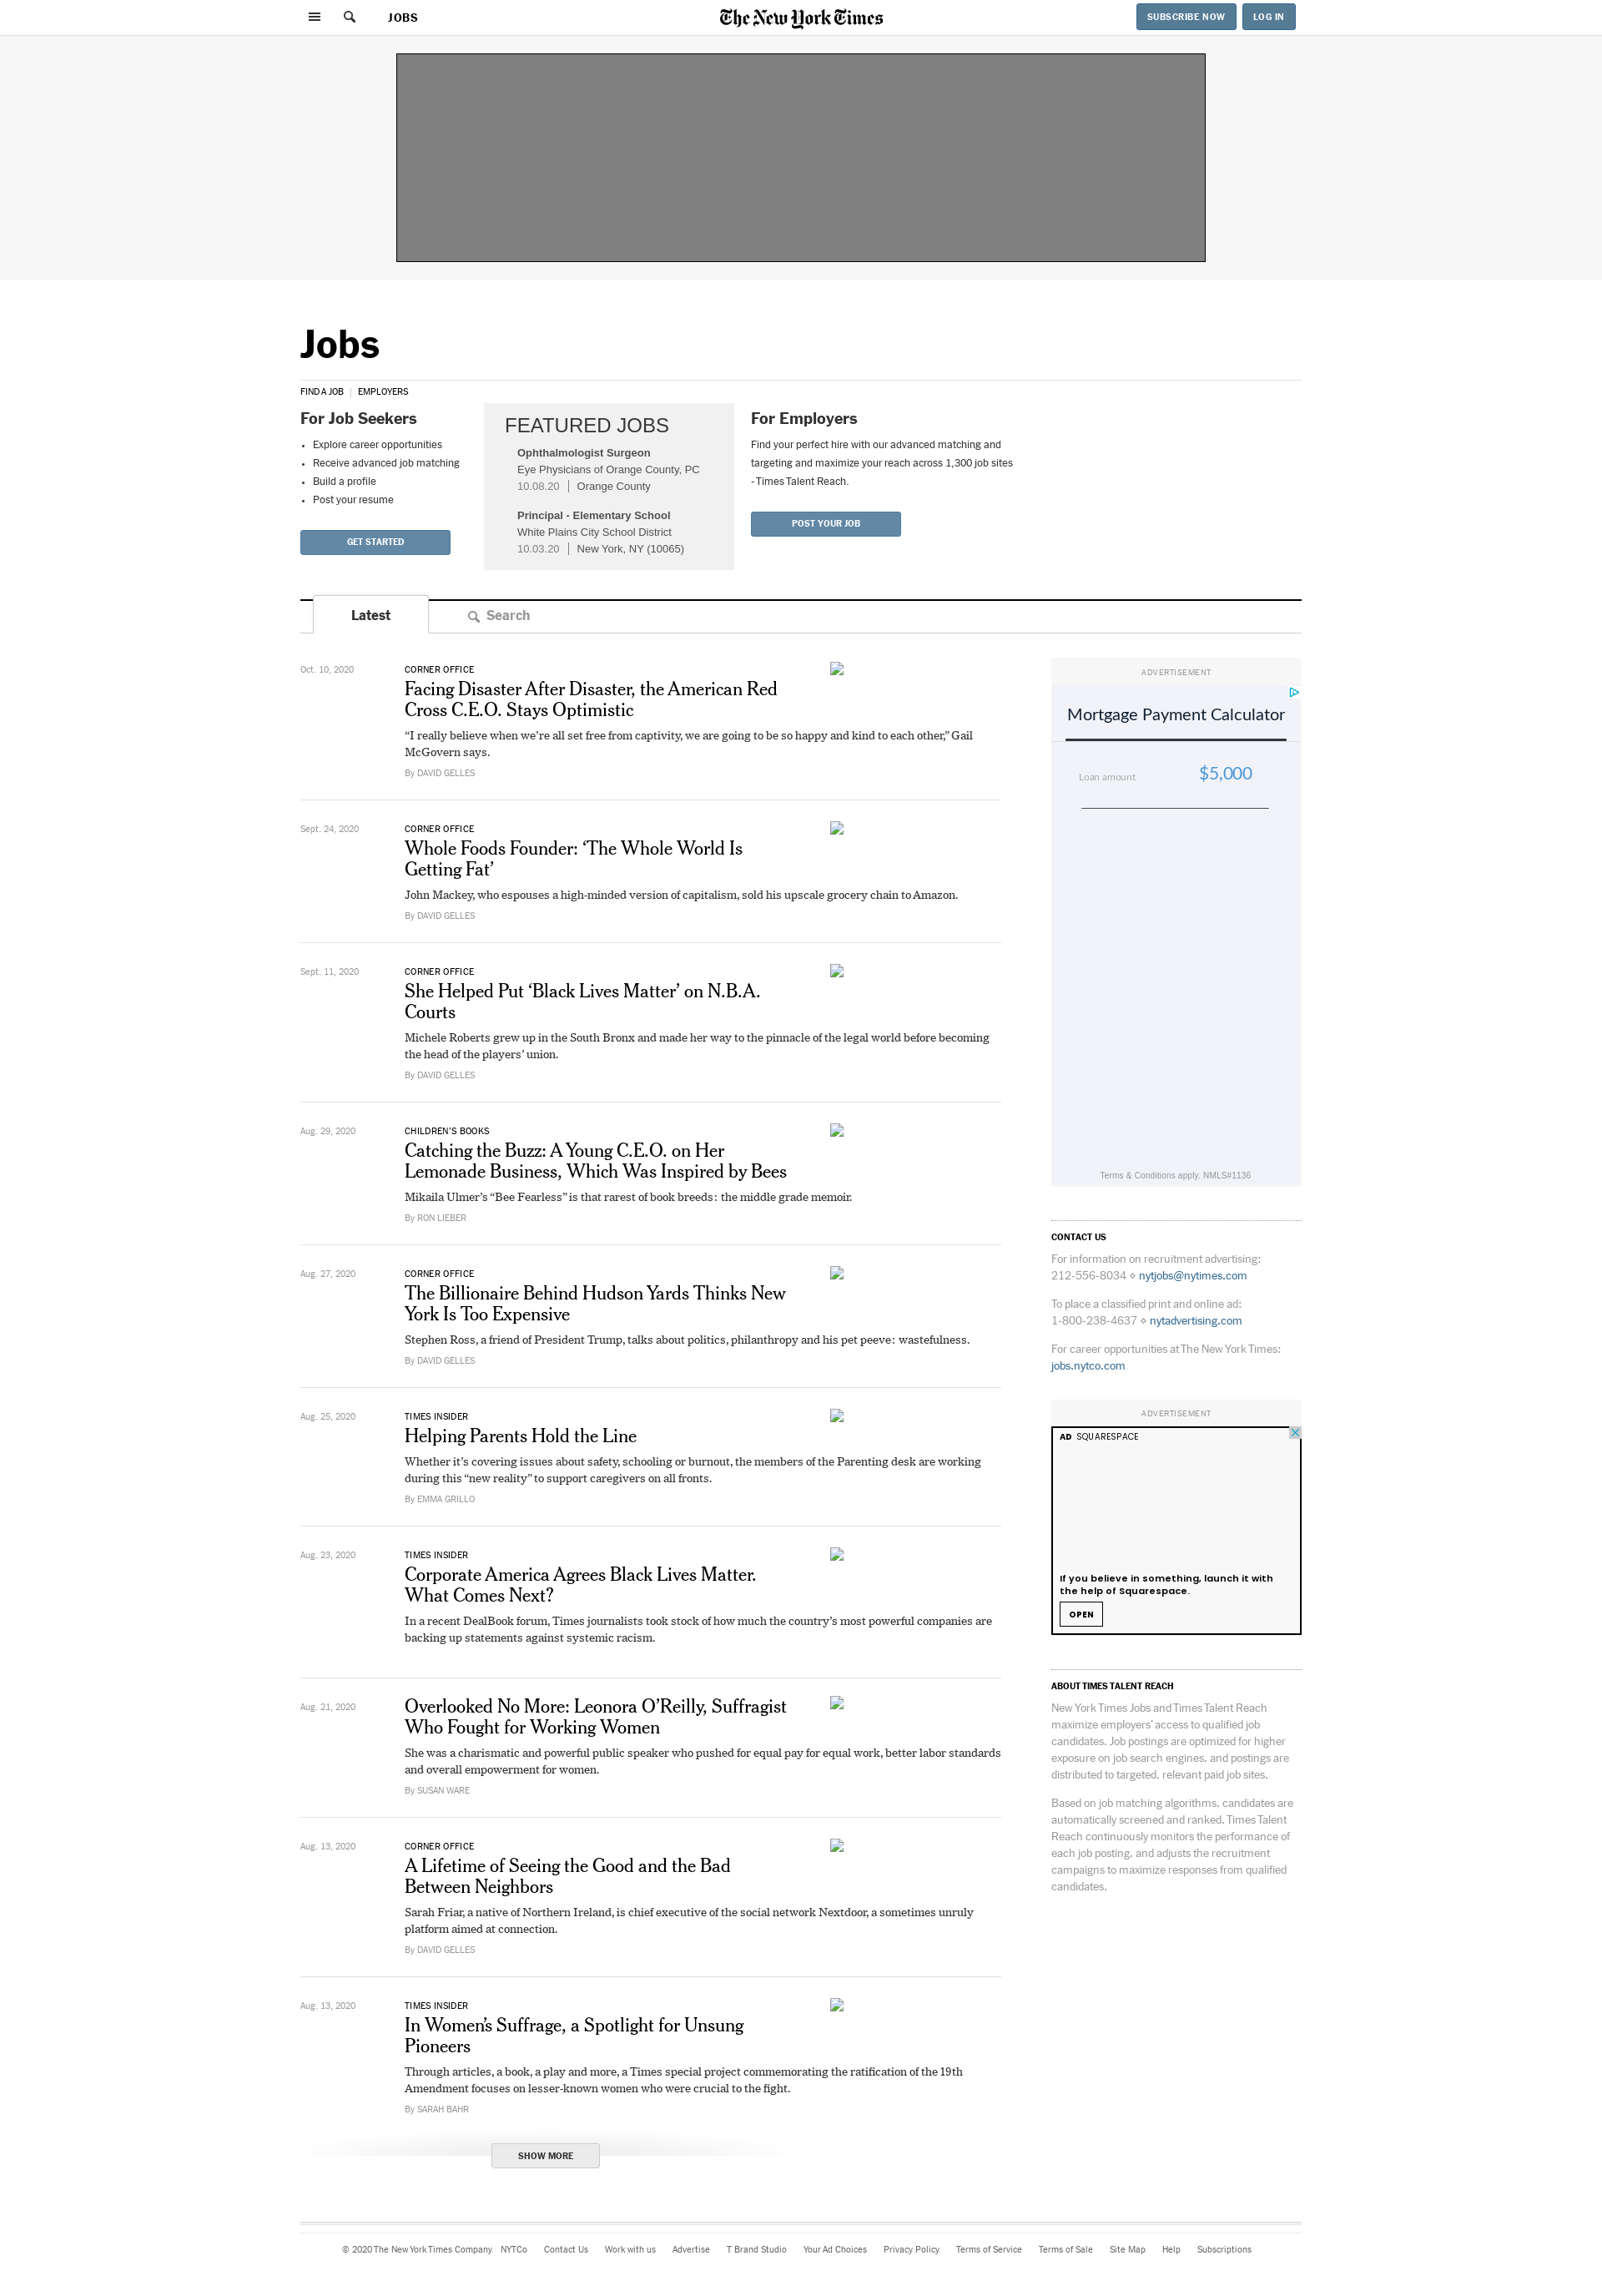 JOBS
The New York Times
SUBSCRIBE NOW
LOG IN
Jobs
FIND A JOB | EMPLOYERS
For Job Seekers
• Explore career opportunities
• Receive advanced job matching
• Build a profile
• Post your resume
GET STARTED
FEATURED JOBS
Ophthalmologist Surgeon
Eye Physicians of Orange County, PC
10.08.20 | Orange County
Principal - Elementary School
White Plains City School District
10.03.20 | New York, NY (10065)
For Employers
Find your perfect hire with our advanced matching and
targeting and maximize your reach across 1,300 job sites
- Times Talent Reach.
POST YOUR JOB
Latest
Search
Oct. 10, 2020
CORNER OFFICE
Facing Disaster After Disaster, the American Red
Cross C.E.O. Stays Optimistic
“I really believe when we’re all set free from captivity, we are going to be so happy and kind to each other,” Gail
McGovern says.
By DAVID GELLES
Sept. 24, 2020
CORNER OFFICE
Whole Foods Founder: ‘The Whole World Is
Getting Fat’
John Mackey, who espouses a high-minded version of capitalism, sold his upscale grocery chain to Amazon.
By DAVID GELLES
Sept. 11, 2020
CORNER OFFICE
She Helped Put ‘Black Lives Matter’ on N.B.A.
Courts
Michele Roberts grew up in the South Bronx and made her way to the pinnacle of the legal world before becoming
the head of the players’ union.
By DAVID GELLES
Aug. 29, 2020
CHILDREN’S BOOKS
Catching the Buzz: A Young C.E.O. on Her
Lemonade Business, Which Was Inspired by Bees
Mikaila Ulmer’s “Bee Fearless” is that rarest of book breeds: the middle grade memoir.
By RON LIEBER
Aug. 27, 2020
CORNER OFFICE
The Billionaire Behind Hudson Yards Thinks New
York Is Too Expensive
Stephen Ross, a friend of President Trump, talks about politics, philanthropy and his pet peeve: wastefulness.
By DAVID GELLES
Aug. 25, 2020
TIMES INSIDER
Helping Parents Hold the Line
Whether it’s covering issues about safety, schooling or burnout, the members of the Parenting desk are working
during this “new reality” to support caregivers on all fronts.
By EMMA GRILLO
Aug. 23, 2020
TIMES INSIDER
Corporate America Agrees Black Lives Matter.
What Comes Next?
In a recent DealBook forum, Times journalists took stock of how much the country’s most powerful companies are
backing up statements against systemic racism.
Aug. 21, 2020
Overlooked No More: Leonora O’Reilly, Suffragist
Who Fought for Working Women
She was a charismatic and powerful public speaker who pushed for equal pay for equal work, better labor standards
and overall empowerment for women.
By SUSAN WARE
Aug. 13, 2020
CORNER OFFICE
A Lifetime of Seeing the Good and the Bad
Between Neighbors
Sarah Friar, a native of Northern Ireland, is chief executive of the social network Nextdoor, a sometimes unruly
platform aimed at connection.
By DAVID GELLES
Aug. 13, 2020
TIMES INSIDER
In Women’s Suffrage, a Spotlight for Unsung
Pioneers
Through articles, a book, a play and more, a Times special project commemorating the ratification of the 19th
Amendment focuses on lesser-known women who were crucial to the fight.
By SARAH BAHR
SHOW MORE
ADVERTISEMENT
Mortgage Payment Calculator
Loan amount $5,000
Terms & Conditions apply. NMLS#1136
CONTACT US
For information on recruitment advertising:
212-556-8034 ⋄ nytjobs@nytimes.com
To place a classified print and online ad:
1-800-238-4637 ⋄ nytadvertising.com
For career opportunities at The New York Times:
jobs.nytco.com
ADVERTISEMENT
AD SQUARESPACE
If you believe in something, launch it with
the help of Squarespace.
OPEN
ABOUT TIMES TALENT REACH
New York Times Jobs and Times Talent Reach
maximize employers’ access to qualified job
candidates. Job postings are optimized for higher
exposure on job search engines, and postings are
distributed to targeted, relevant paid job sites.
Based on job matching algorithms, candidates are
automatically screened and ranked. Times Talent
Reach continuously monitors the performance of
each job posting, and adjusts the recruitment
campaigns to maximize responses from qualified
candidates.
© 2020 The New York Times Company NYTCo Contact Us Work with us Advertise T Brand Studio Your Ad Choices Privacy Policy Terms of Service Terms of Sale Site Map Help Subscriptions